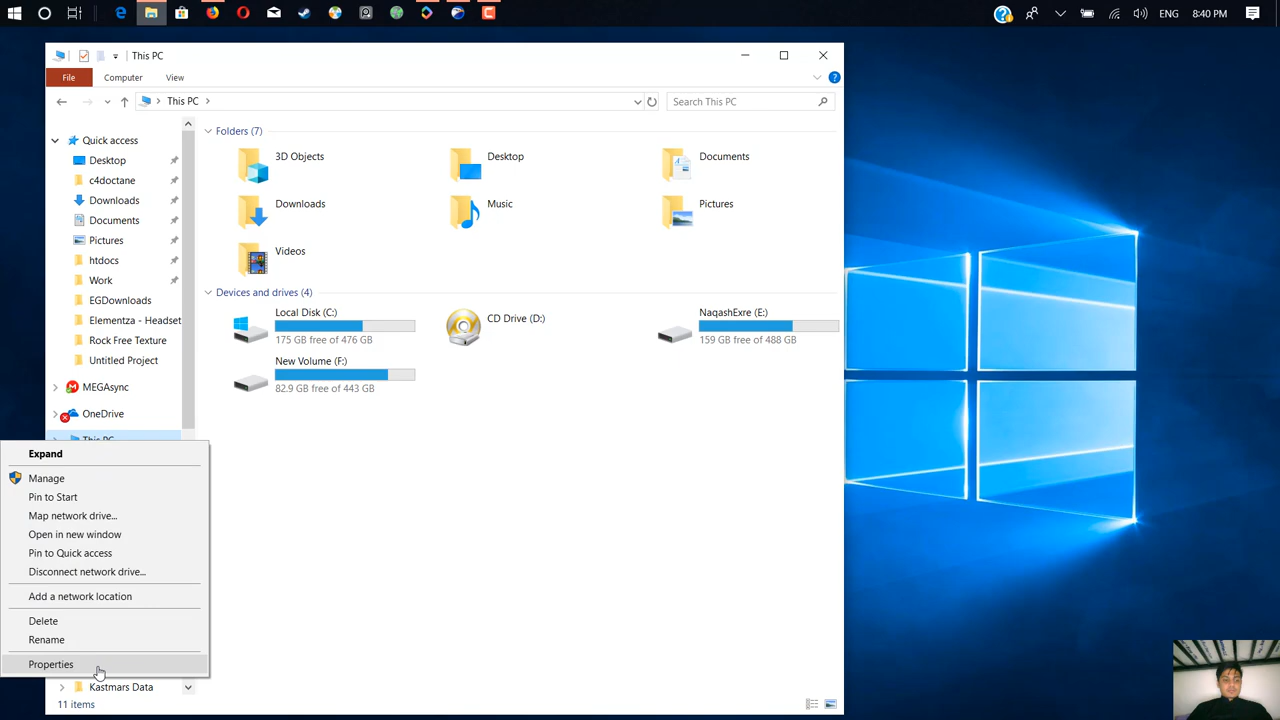 ENG 8:40 PM
This PC
File Computer View
This PC
Search This PC
Quick access
Desktop
c4doctane
Downloads
Documents
Pictures
htdocs
Work
EGDownloads
Elementza - Headset
Rock Free Texture
Untitled Project
MEGAsync
OneDrive
This PC
Folders (7)
3D Objects
Desktop
Documents
Downloads
Music
Pictures
Videos
Devices and drives (4)
Local Disk (C:)
175 GB free of 476 GB
CD Drive (D:)
NaqashExre (E:)
159 GB free of 488 GB
New Volume (F:)
82.9 GB free of 443 GB
Expand
Manage
Pin to Start
Map network drive...
Open in new window
Pin to Quick access
Disconnect network drive...
Add a network location
Delete
Rename
Properties
Kastmars Data
11 items